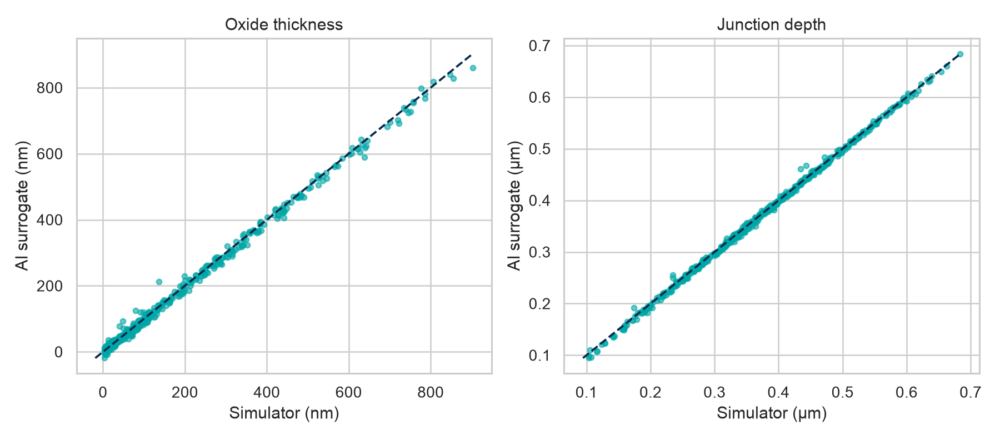 Oxide thickness
800
600
400
200
0
AI surrogate (nm)
0 200 400 600 800
Simulator (nm)
Junction depth
0.7
0.6
0.5
0.4
0.3
0.2
0.1
AI surrogate (µm)
0.1 0.2 0.3 0.4 0.5 0.6 0.7
Simulator (µm)